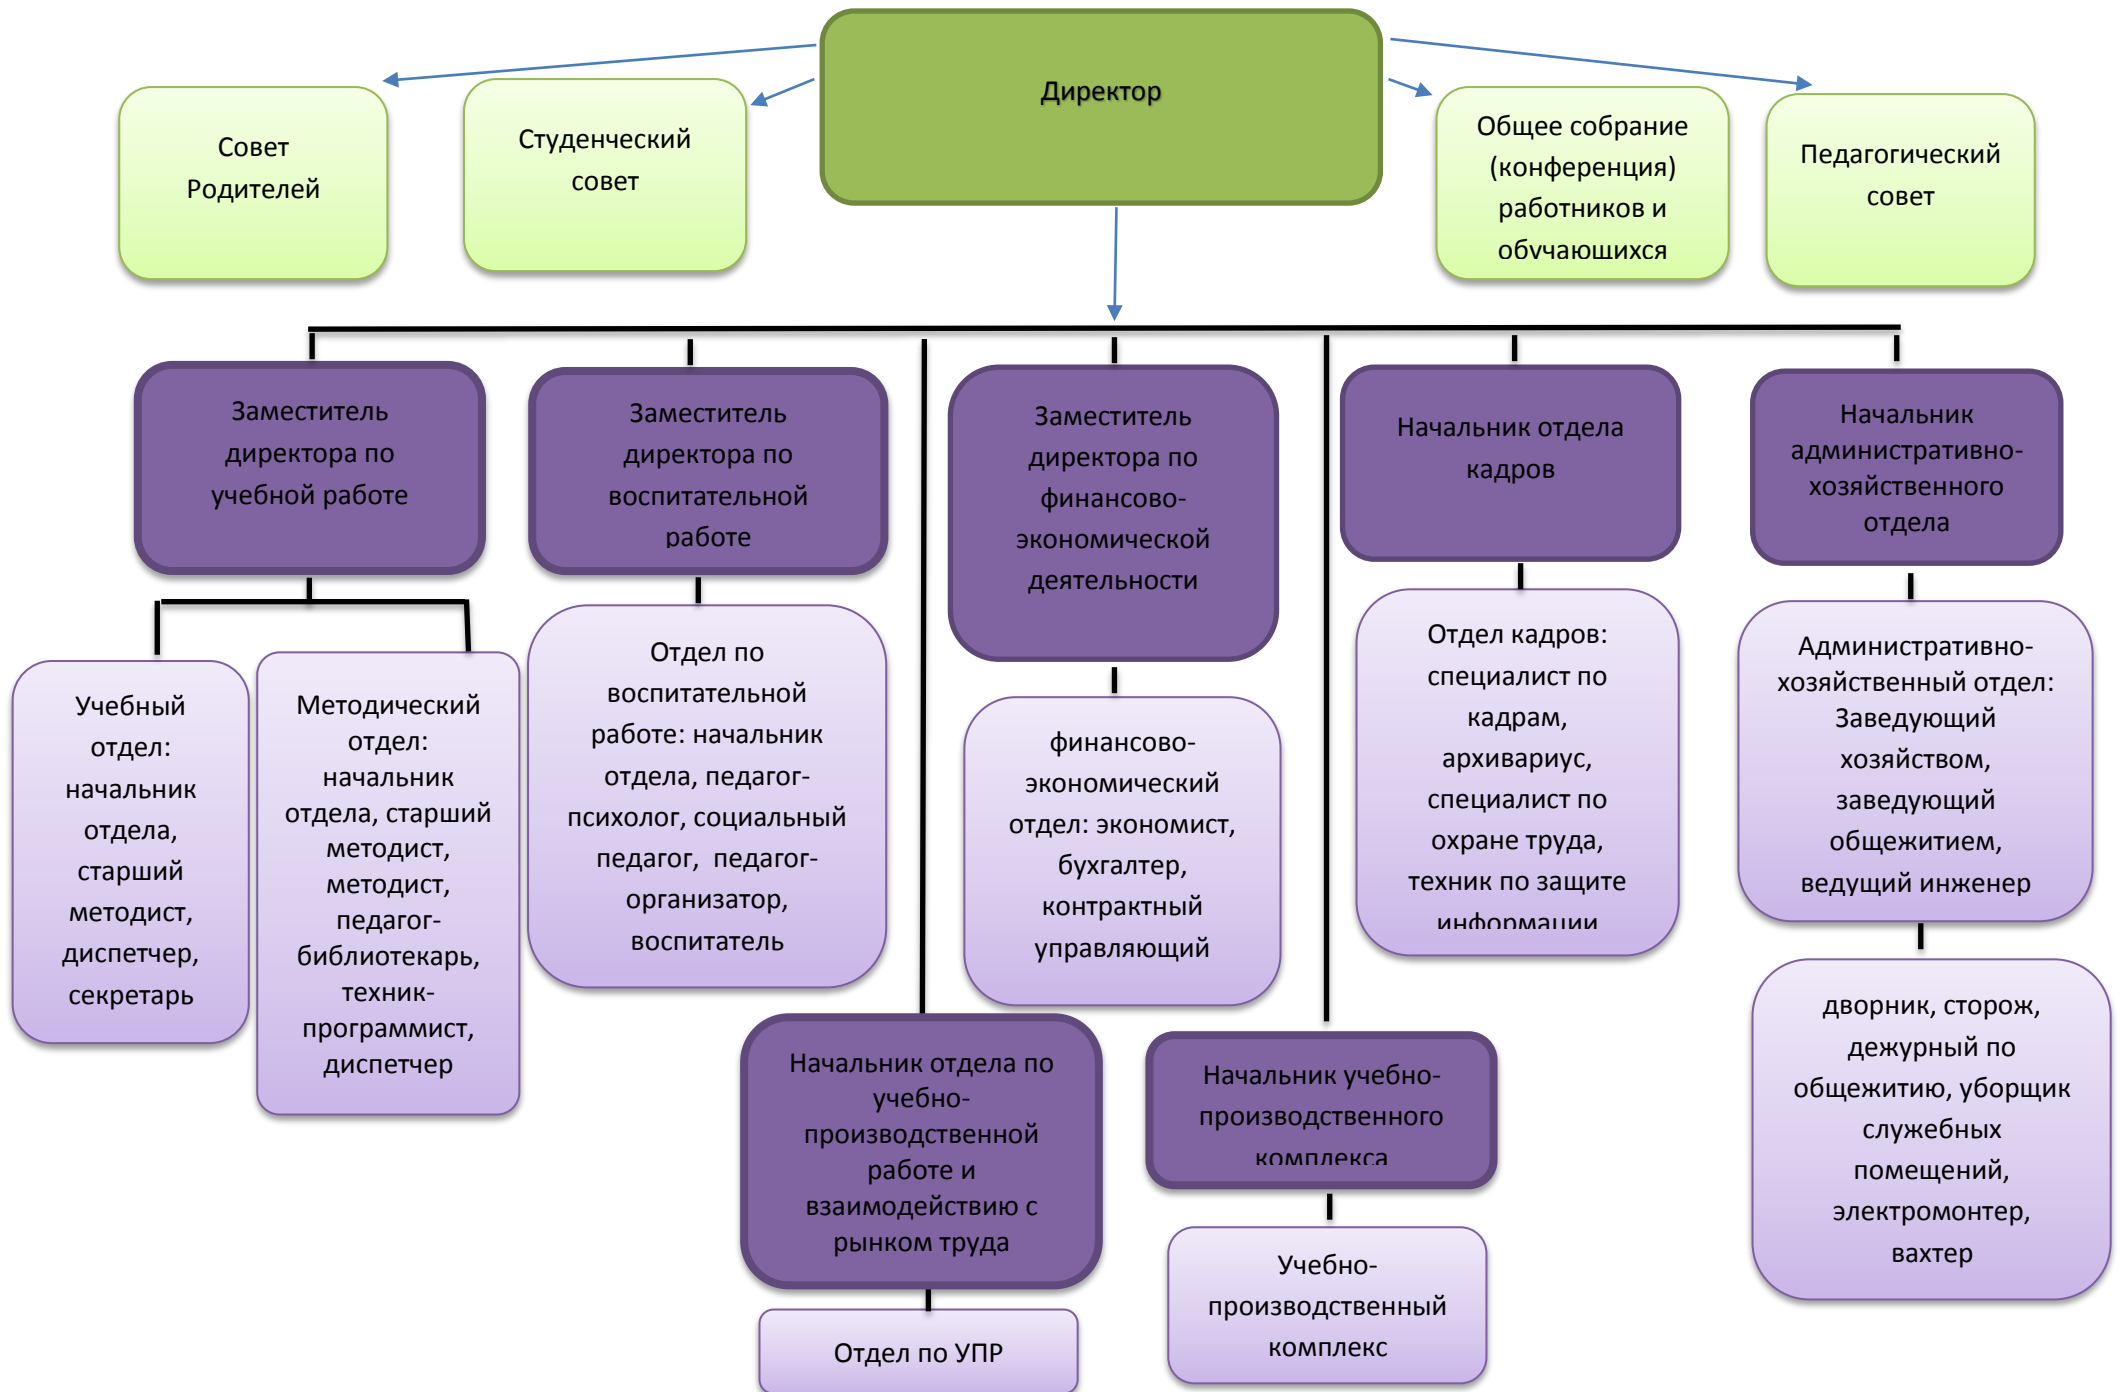 Директор
Совет
Родителей
Студенческий
совет
Общее собрание
(конференция)
работников и
обучающихся
Педагогический
совет
Заместитель
директора по
учебной работе
Заместитель
директора по
воспитательной
работе
Заместитель
директора по
финансово-
экономической
деятельности
Начальник отдела
кадров
Начальник
административно-
хозяйственного
отдела
Учебный
отдел:
начальник
отдела,
старший
методист,
диспетчер,
секретарь
Методический
отдел:
начальник
отдела, старший
методист,
методист,
педагог-
библиотекарь,
техник-
программист,
диспетчер
Отдел по
воспитательной
работе: начальник
отдела, педагог-
психолог, социальный
педагог, педагог-
организатор,
воспитатель
финансово-
экономический
отдел: экономист,
бухгалтер,
контрактный
управляющий
Отдел кадров:
специалист по
кадрам,
архивариус,
специалист по
охране труда,
техник по защите
информации
Административно-
хозяйственный отдел:
Заведующий
хозяйством,
заведующий
общежитием,
ведущий инженер
дворник, сторож,
дежурный по
общежитию, уборщик
служебных
помещений,
электромонтер,
вахтер
Начальник отдела по
учебно-
производственной
работе и
взаимодействию с
рынком труда
Отдел по УПР
Начальник учебно-
производственного
комплекса
Учебно-
производственный
комплекс